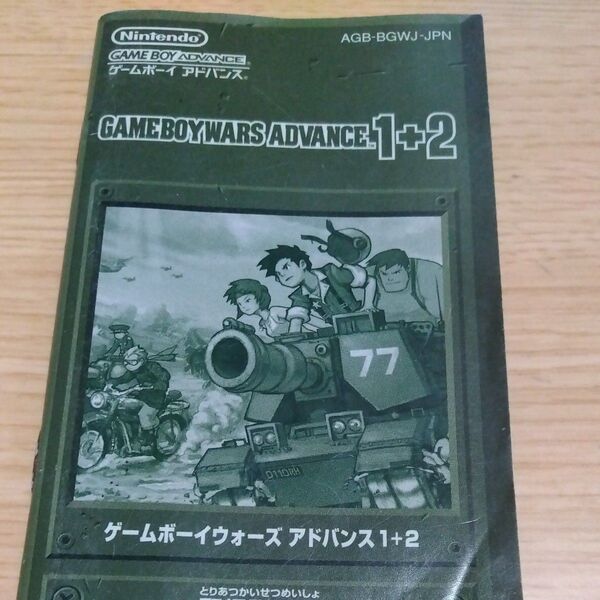 Nintendo
AGB-BGWJ-JPN
GAME BOY ADVANCE
ゲームボーイ アドバンス
GAMEBOYWARS ADVANCE 1+2
TM
77
D110RH
ゲームボーイウォーズ アドバンス1+2
とりあつかいせつめいしょ